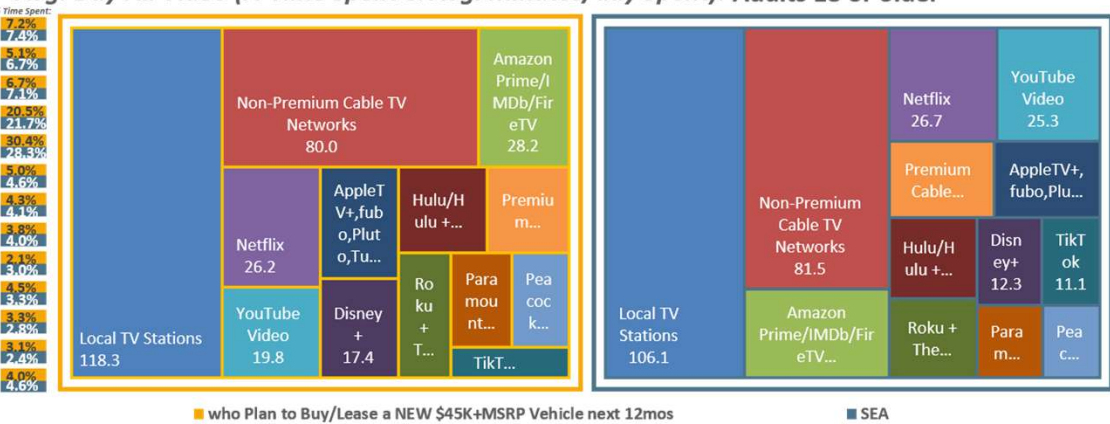 Time Spent:
7.2%
7.4%
5.1%
6.7%
6.7%
7.1%
20.5%
21.7%
30.4%
28.3%
5.0%
4.6%
4.3%
4.1%
3.8%
4.0%
2.1%
3.0%
4.5%
3.3%
3.3%
2.8%
3.1%
2.4%
4.0%
4.6%
Local TV Stations
118.3
Non-Premium Cable TV
Networks
80.0
Amazon
Prime/I
MDb/Fir
eTV
28.2
Netflix
26.2
YouTube
Video
19.8
AppleT
V+,fub
o,Plut
o,Tu...
Disney
+
17.4
Hulu/H
ulu +...
Premiu
m...
Ro
ku
+
T...
Para
mou
nt...
Pea
coc
k...
TikT...
Local TV
Stations
106.1
Non-Premium
Cable TV
Networks
81.5
Amazon
Prime/IMDb/Fir
eTV...
Netflix
26.7
YouTube
Video
25.3
Premium
Cable...
AppleTV+,
fubo,Plu...
Hulu/H
ulu +...
Disn
ey+
12.3
TikT
ok
11.1
Roku +
The...
Para
m...
Pea
c...
who Plan to Buy/Lease a NEW $45K+MSRP Vehicle next 12mos
SEA